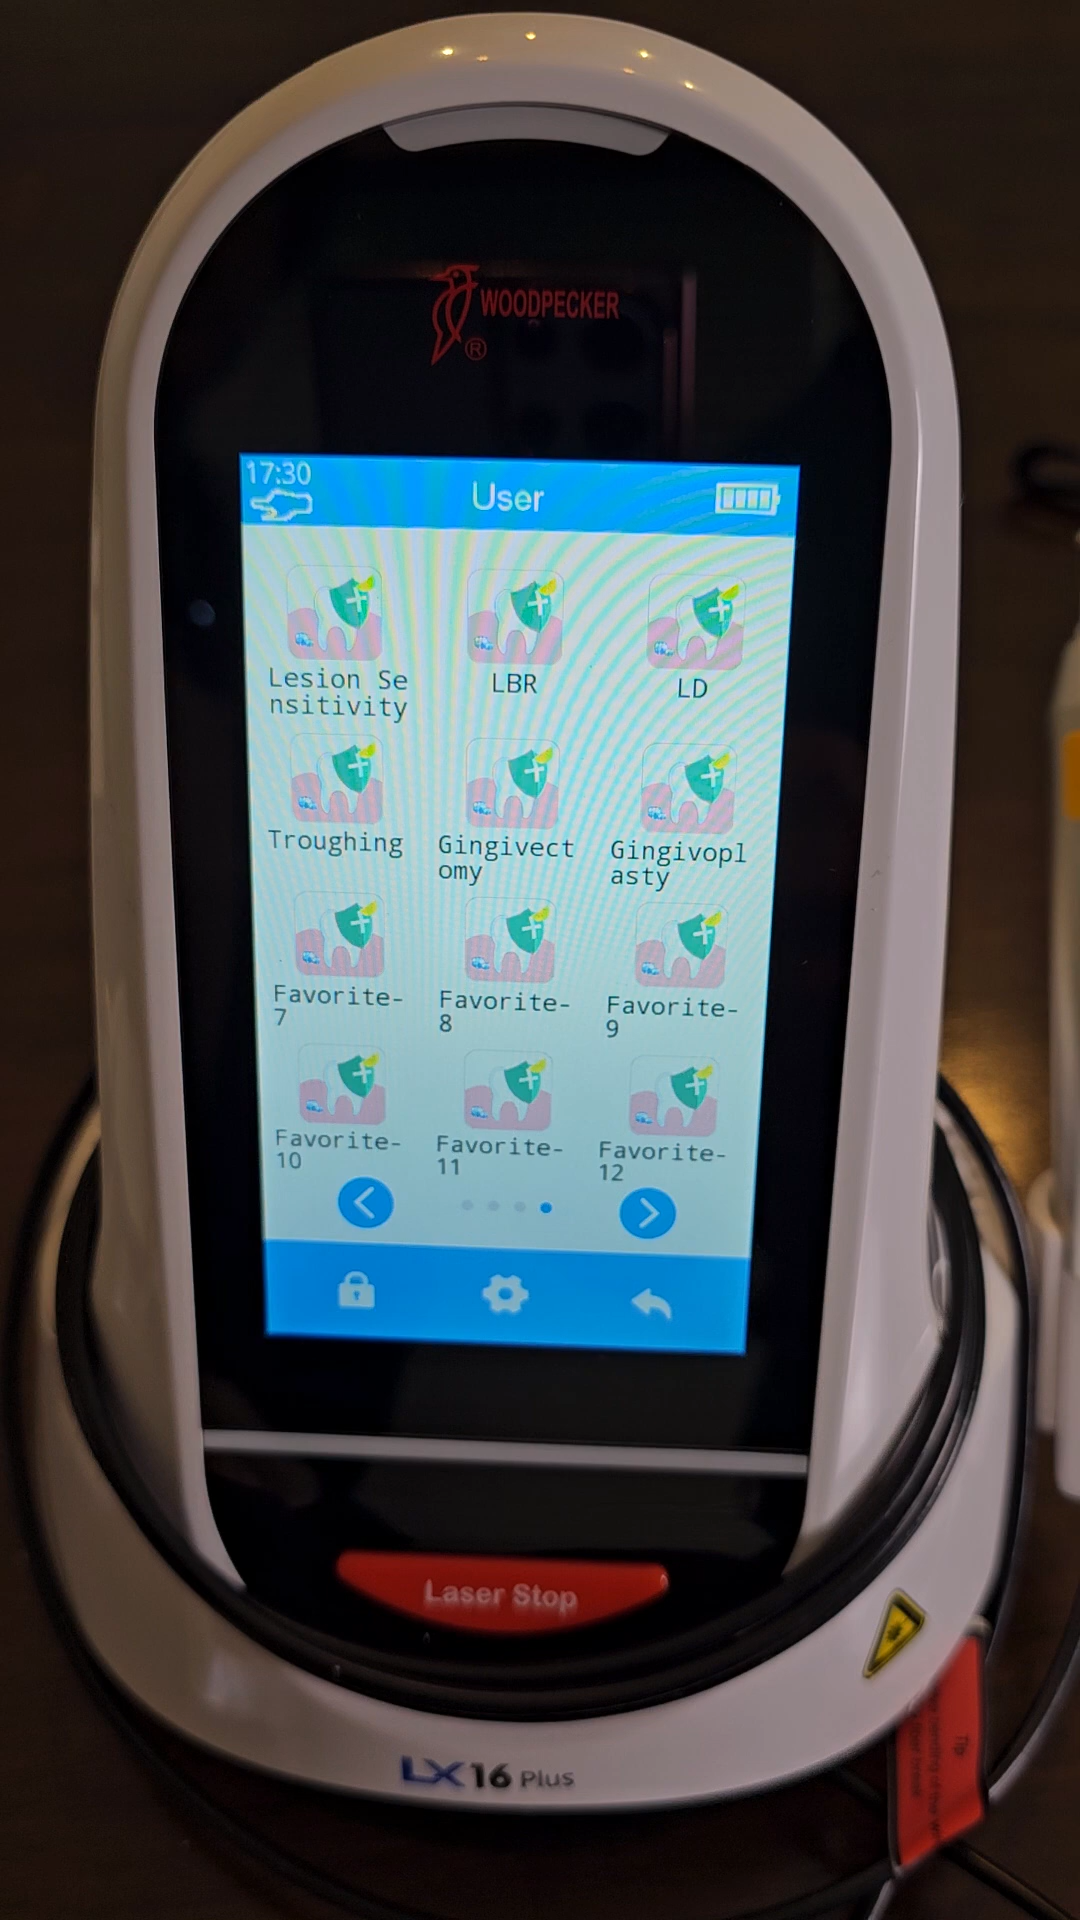 WOODPECKER
®
17:30
User
Lesion Se
nsitivity
LBR
LD
Troughing
Gingivect
omy
Gingivopl
asty
Favorite-
7
Favorite-
8
Favorite-
9
Favorite-
10
Favorite-
11
Favorite-
12
Laser Stop
LX16 Plus
Tip